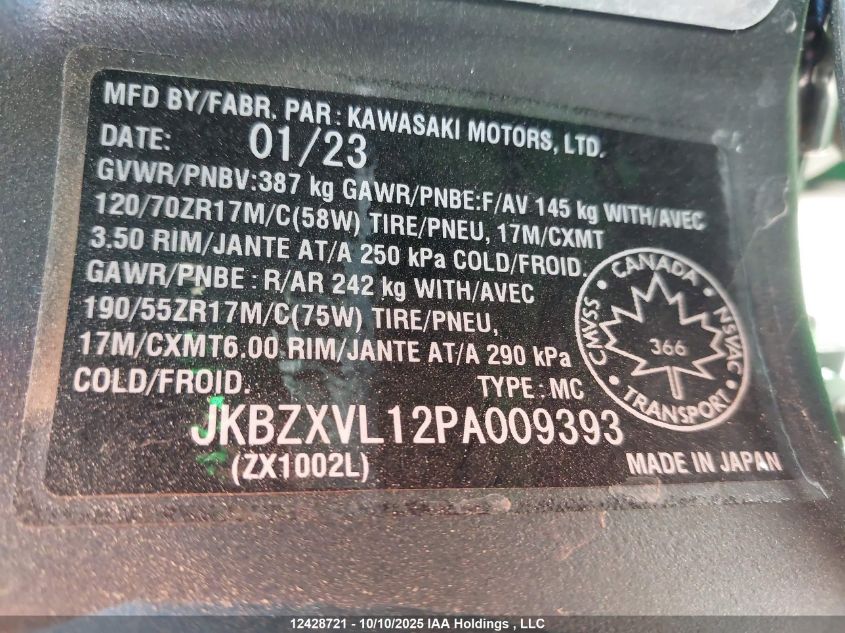 MFD BY/FABR. PAR: KAWASAKI MOTORS, LTD.
DATE: 01/23
GVWR/PNBV:387 kg GAWR/PNBE:F/AV 145 kg WITH/AVEC
120/70ZR17M/C(58W) TIRE/PNEU, 17M/CXMT
3.50 RIM/JANTE AT/A 250 kPa COLD/FROID.
GAWR/PNBE : R/AR 242 kg WITH/AVEC
190/55ZR17M/C(75W) TIRE/PNEU,
17M/CXMT6.00 RIM/JANTE AT/A 290 kPa
COLD/FROID. TYPE : MC
CANADA
CMVSS · NSVAC
366
TRANSPORT
JKBZXVL12PA009393
(ZX1002L) MADE IN JAPAN
12428721 - 10/10/2025 IAA Holdings , LLC